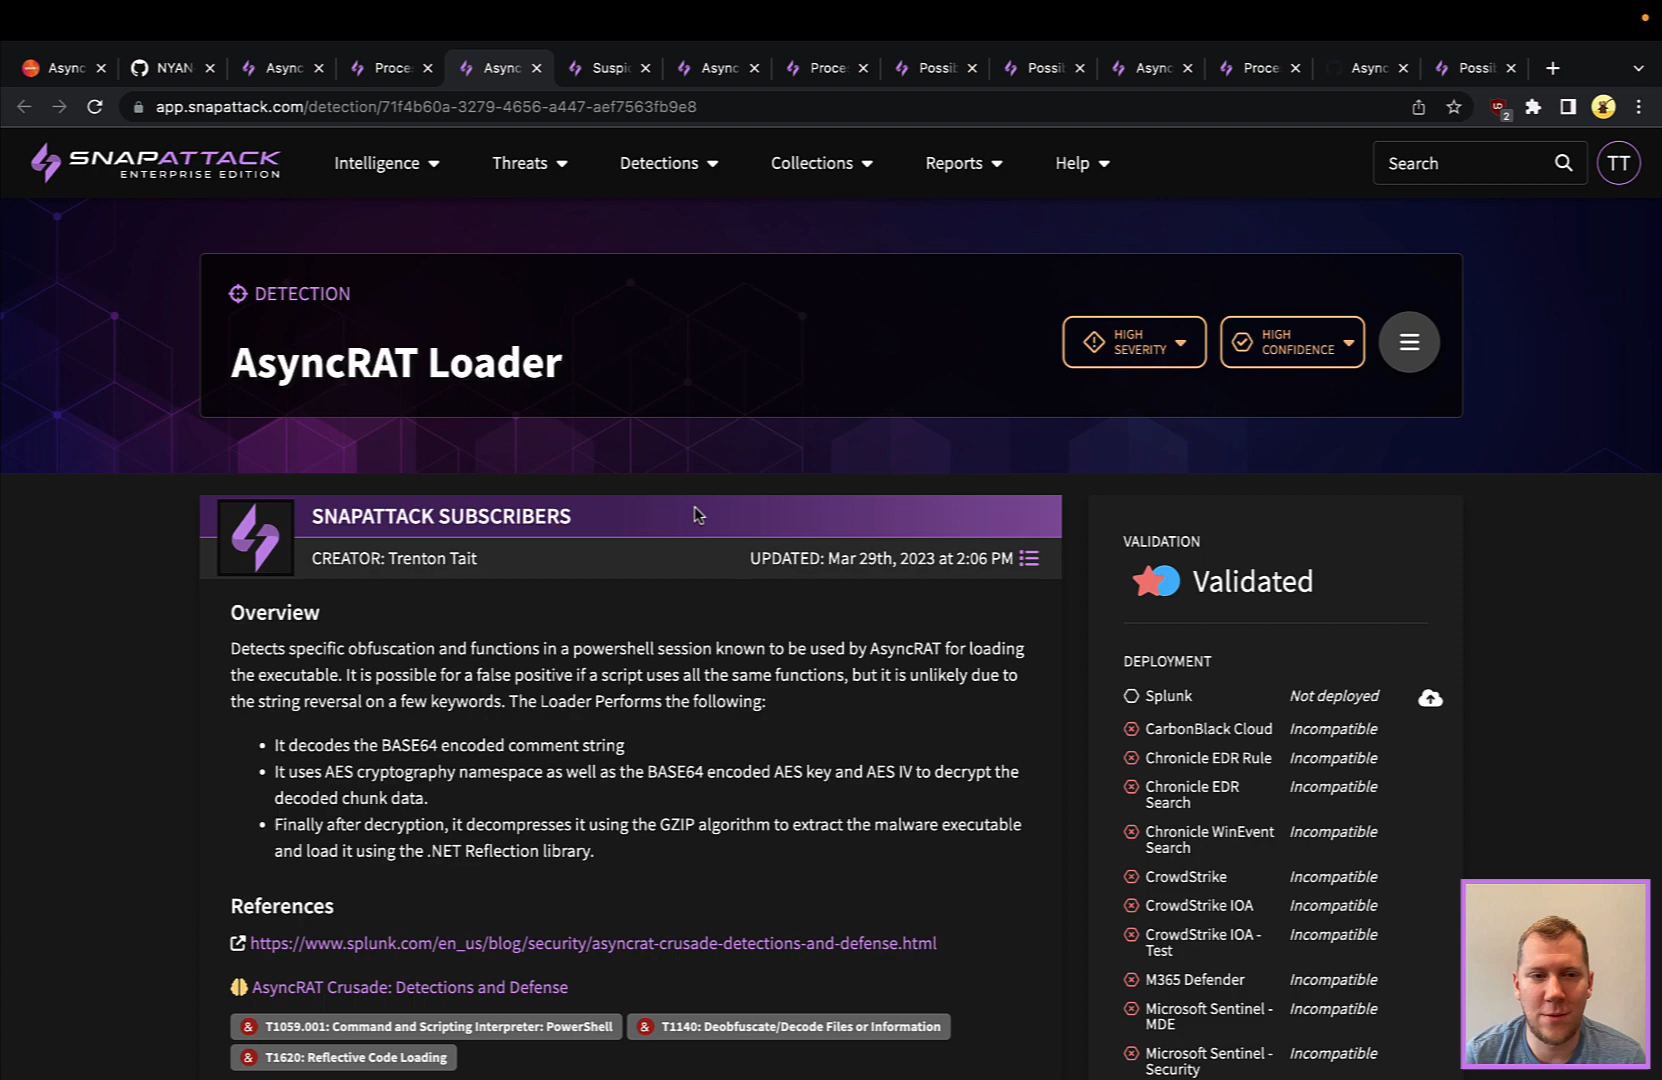 Async
NYAN
Async
Proce
Async
Suspic
Async
Proce
Possib
Possib
Async
Proce
Async
Possib
app.snapattack.com/detection/71f4b60a-3279-4656-a447-aef7563fb9e8
2
SNAPATTACK
ENTERPRISE EDITION
Intelligence
Threats
Detections
Collections
Reports
Help
Search
TT
DETECTION
AsyncRAT Loader
HIGH
SEVERITY
HIGH
CONFIDENCE
SNAPATTACK SUBSCRIBERS
CREATOR: Trenton Tait
UPDATED: Mar 29th, 2023 at 2:06 PM
Overview
Detects specific obfuscation and functions in a powershell session known to be used by AsyncRAT for loading
the executable. It is possible for a false positive if a script uses all the same functions, but it is unlikely due to
the string reversal on a few keywords. The Loader Performs the following:
• It decodes the BASE64 encoded comment string
• It uses AES cryptography namespace as well as the BASE64 encoded AES key and AES IV to decrypt the
decoded chunk data.
• Finally after decryption, it decompresses it using the GZIP algorithm to extract the malware executable
and load it using the .NET Reflection library.
References
https://www.splunk.com/en_us/blog/security/asyncrat-crusade-detections-and-defense.html
AsyncRAT Crusade: Detections and Defense
& T1059.001: Command and Scripting Interpreter: PowerShell
& T1140: Deobfuscate/Decode Files or Information
& T1620: Reflective Code Loading
VALIDATION
Validated
DEPLOYMENT
Splunk Not deployed
CarbonBlack Cloud Incompatible
Chronicle EDR Rule Incompatible
Chronicle EDR Incompatible
Search
Chronicle WinEvent Incompatible
Search
CrowdStrike Incompatible
CrowdStrike IOA Incompatible
CrowdStrike IOA - Incompatible
Test
M365 Defender Incompatible
Microsoft Sentinel - Incompatible
MDE
Microsoft Sentinel - Incompatible
Security